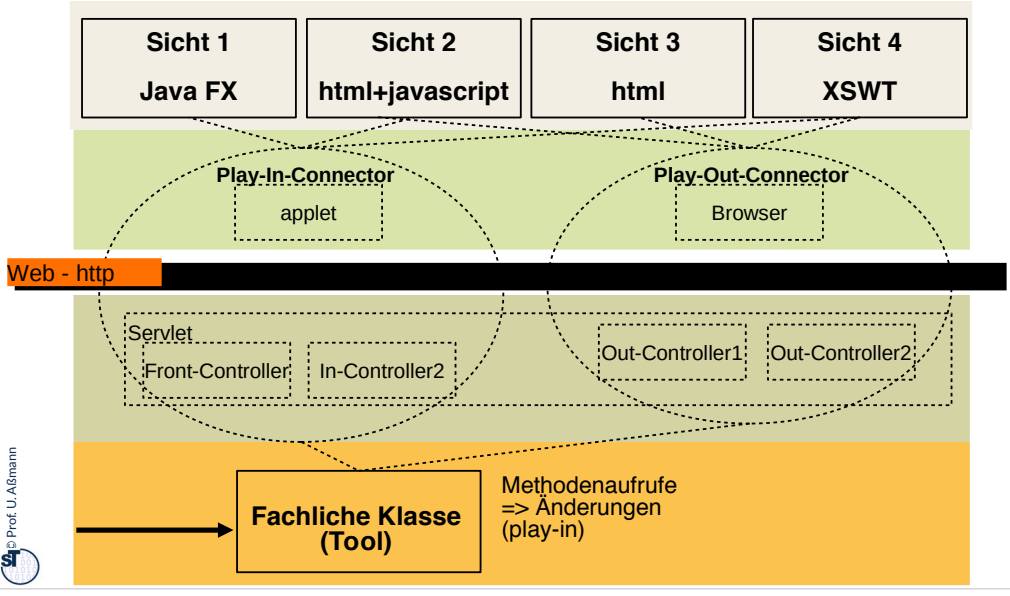 Sicht 1
Java FX
Sicht 2
html+javascript
Sicht 3
html
Sicht 4
XSWT
Play-In-Connector
applet
Play-Out-Connector
Browser
Web - http
Servlet
Front-Controller
In-Controller2
Out-Controller1
Out-Controller2
Fachliche Klasse
(Tool)
Methodenaufrufe
=> Änderungen
(play-in)
© Prof. U. Aßmann
ST